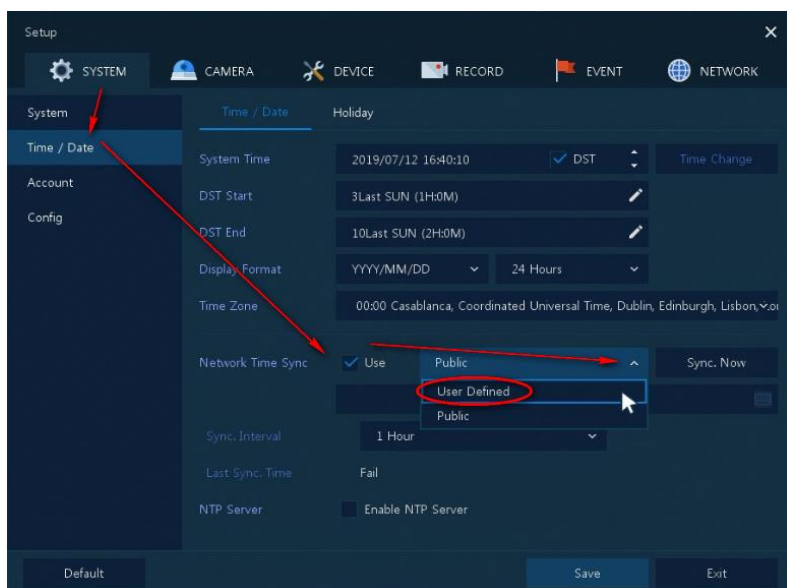 Setup
SYSTEM CAMERA DEVICE RECORD EVENT NETWORK
System
Time / Date
Account
Config
Time / Date Holiday
System Time 2019/07/12 16:40:10 DST Time Change
DST Start 3Last SUN (1H:0M)
DST End 10Last SUN (2H:0M)
Display Format YYYY/MM/DD 24 Hours
Time Zone 00:00 Casablanca, Coordinated Universal Time, Dublin, Edinburgh, Lisbon,
Network Time Sync Use Public Sync. Now
User Defined
Public
Sync. Interval 1 Hour
Last Sync. Time Fail
NTP Server Enable NTP Server
Default Save Exit